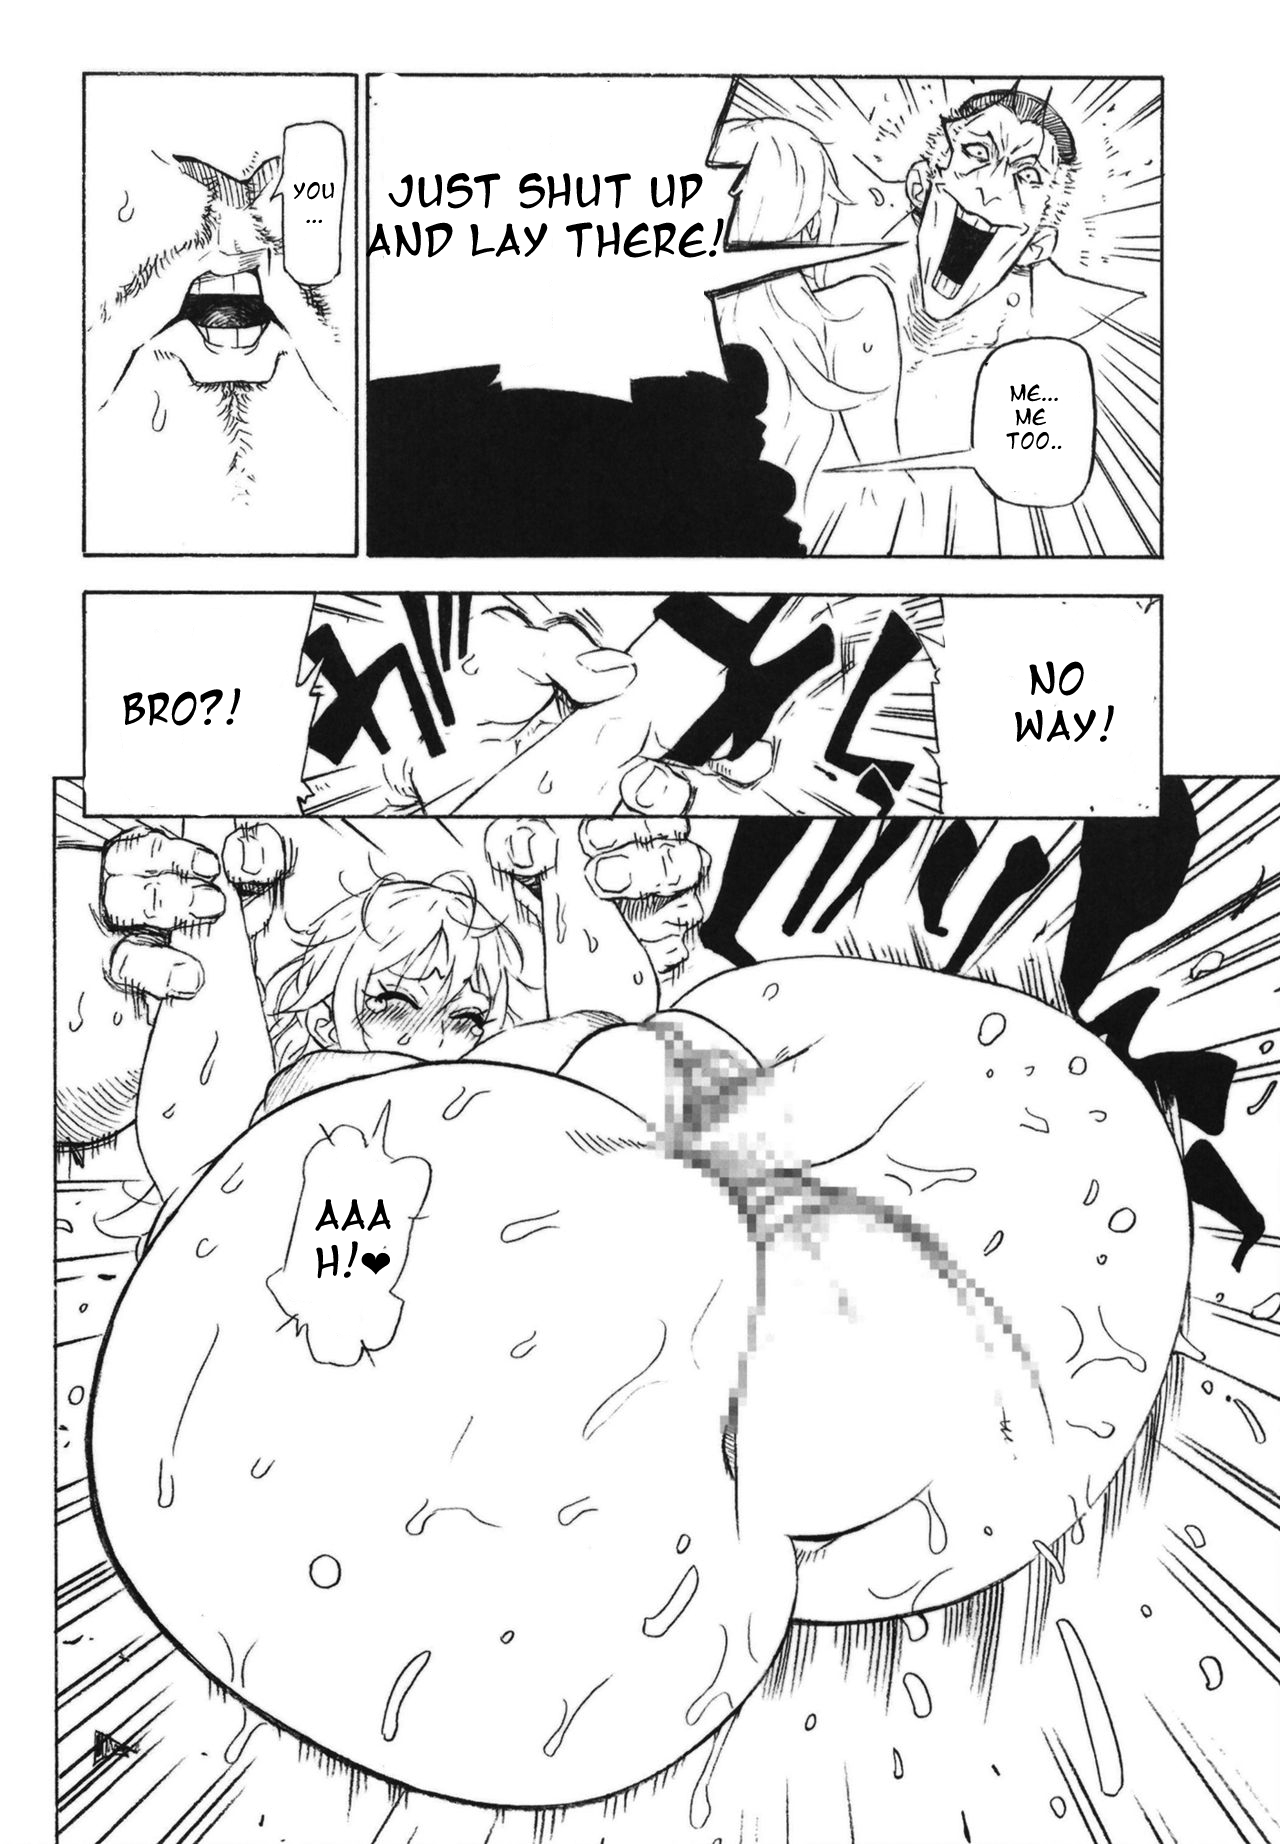 JUST SHUT UP
AND LAY THERE!
ME...
ME
TOO..
YOU
...
NO
WAY!
BRO?!
AAA
H!❤